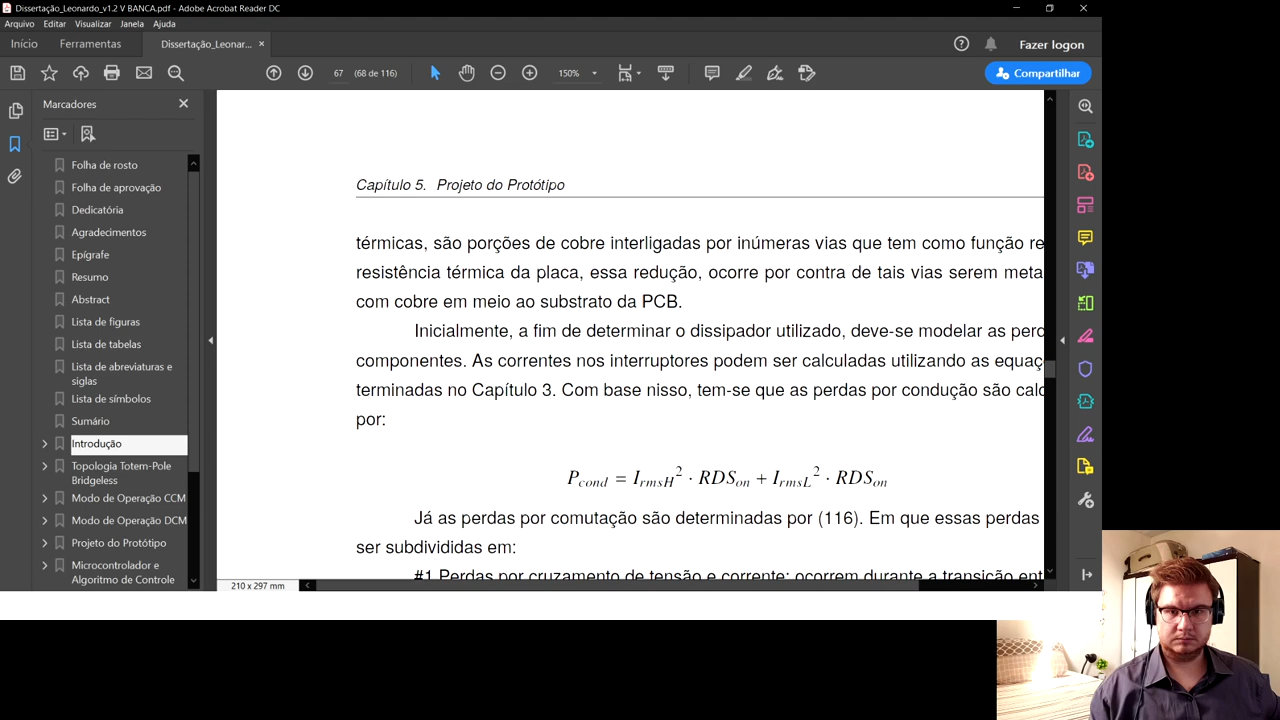 Dissertação_Leonardo_v1.2 V BANCA.pdf - Adobe Acrobat Reader DC
Arquivo Editar Visualizar Janela Ajuda
Início Ferramentas Dissertação_Leonar... × Fazer logon
67 (68 de 116) 150% Compartilhar
Marcadores
Folha de rosto
Folha de aprovação
Dedicatória
Agradecimentos
Epígrafe
Resumo
Abstract
Lista de figuras
Lista de tabelas
Lista de abreviaturas e
siglas
Lista de símbolos
Sumário
Introdução
Topologia Totem-Pole
Bridgeless
Modo de Operação CCM
Modo de Operação DCM
Projeto do Protótipo
Microcontrolador e
Algoritmo de Controle
Capítulo 5. Projeto do Protótipo
térmicas, são porções de cobre interligadas por inúmeras vias que tem como função re
resistência térmica da placa, essa redução, ocorre por contra de tais vias serem meta
com cobre em meio ao substrato da PCB.
Inicialmente, a fim de determinar o dissipador utilizado, deve-se modelar as perd
componentes. As correntes nos interruptores podem ser calculadas utilizando as equaç
terminadas no Capítulo 3. Com base nisso, tem-se que as perdas por condução são calc
por:
P_cond = I_rmsH² · RDS_on + I_rmsL² · RDS_on
Já as perdas por comutação são determinadas por (116). Em que essas perdas
ser subdivididas em:
#1 Perdas por cruzamento de tensão e corrente: ocorrem durante a transição ent
210 x 297 mm